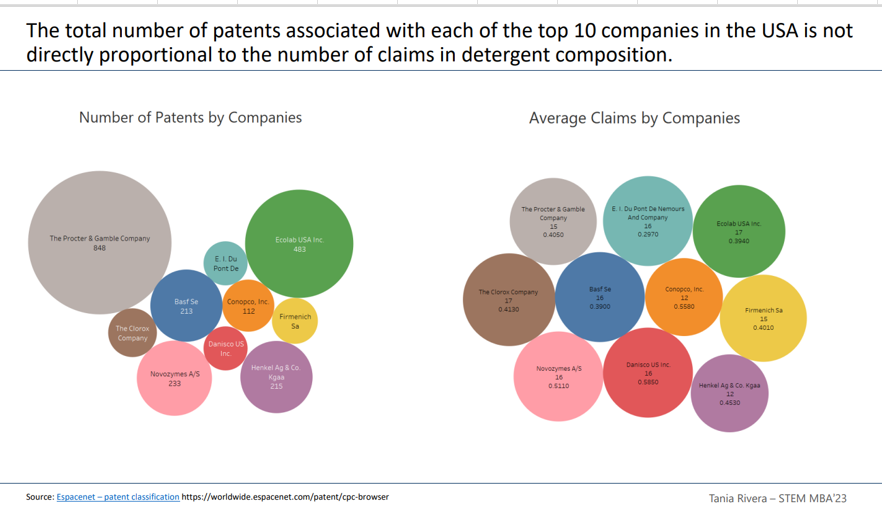 The total number of patents associated with each of the top 10 companies in the USA is not
directly proportional to the number of claims in detergent composition.
Number of Patents by Companies
The Procter & Gamble Company
848
Ecolab USA Inc.
483
E. I. Du
Pont De
Basf Se
213
Conopco, Inc.
112
Firmenich
Sa
The Clorox
Company
Danisco US
Inc.
Novozymes A/S
233
Henkel Ag & Co.
Kgaa
215
Average Claims by Companies
The Procter & Gamble
Company
15
0.4050
E. I. Du Pont De Nemours
And Company
16
0.2970
Ecolab USA Inc.
17
0.3940
The Clorox Company
17
0.4130
Basf Se
16
0.3900
Conopco, Inc.
12
0.5580
Firmenich Sa
15
0.4010
Novozymes A/S
16
0.5110
Danisco US Inc.
16
0.5850
Henkel Ag & Co. Kgaa
12
0.4530
Source: Espacenet – patent classification https://worldwide.espacenet.com/patent/cpc-browser
Tania Rivera – STEM MBA'23